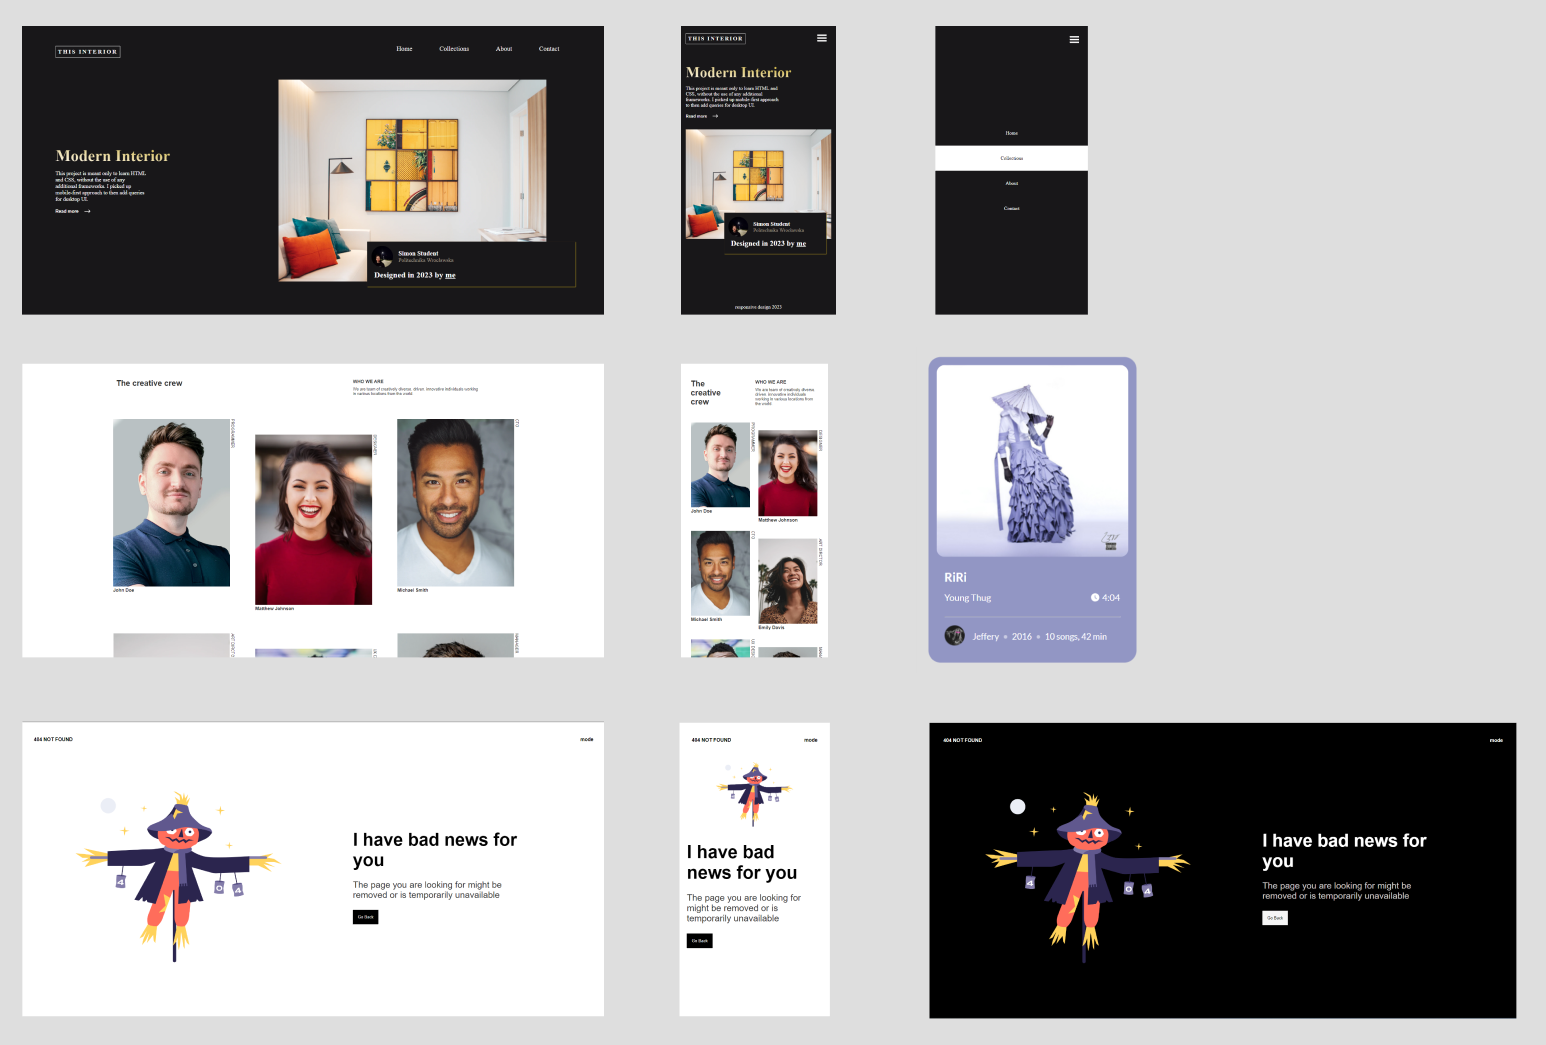 THIS INTERIOR
Home Collections About Contact
Modern Interior
This project is meant only to learn HTML
and CSS, without the use of any
additional frameworks. I picked up
mobile-first approach to then add queries
for desktop UI.
Read more
Simon Student
Politechnika Wrocławska
Designed in 2023 by me
THIS INTERIOR
Modern Interior
This project is meant only to learn HTML and
CSS, without the use of any additional
frameworks. I picked up mobile-first approach
to then add queries for desktop UI.
Read more
Simon Student
Politechnika Wrocławska
Designed in 2023 by me
responsive design 2023
Home
Collections
About
Contact
The creative crew
WHO WE ARE
We are team of creatively diverse. driven. innovative individuals working
in various locations from the world.
PROGRAMMER
John Doe
DESIGNER
Matthew Johnson
CTO
Michael Smith
MANAGER
The
creative
crew
WHO WE ARE
We are team of creatively diverse.
driven. innovative individuals
working in various locations from
the world.
PROGRAMMER
John Doe
DESIGNER
Matthew Johnson
CTO
Michael Smith
ART DIRECTOR
Emily Davis
RiRi
Young Thug 4:04
Jeffery • 2016 • 10 songs, 42 min
404 NOT FOUND mode
4 0 4
I have bad news for
you
The page you are looking for might be
removed or is temporarily unavailable
Go Back
404 NOT FOUND mode
4 0 4
I have bad
news for you
The page you are looking for
might be removed or is
temporarily unavailable
Go Back
404 NOT FOUND mode
4 0 4
I have bad news for
you
The page you are looking for might be
removed or is temporarily unavailable
Go Back